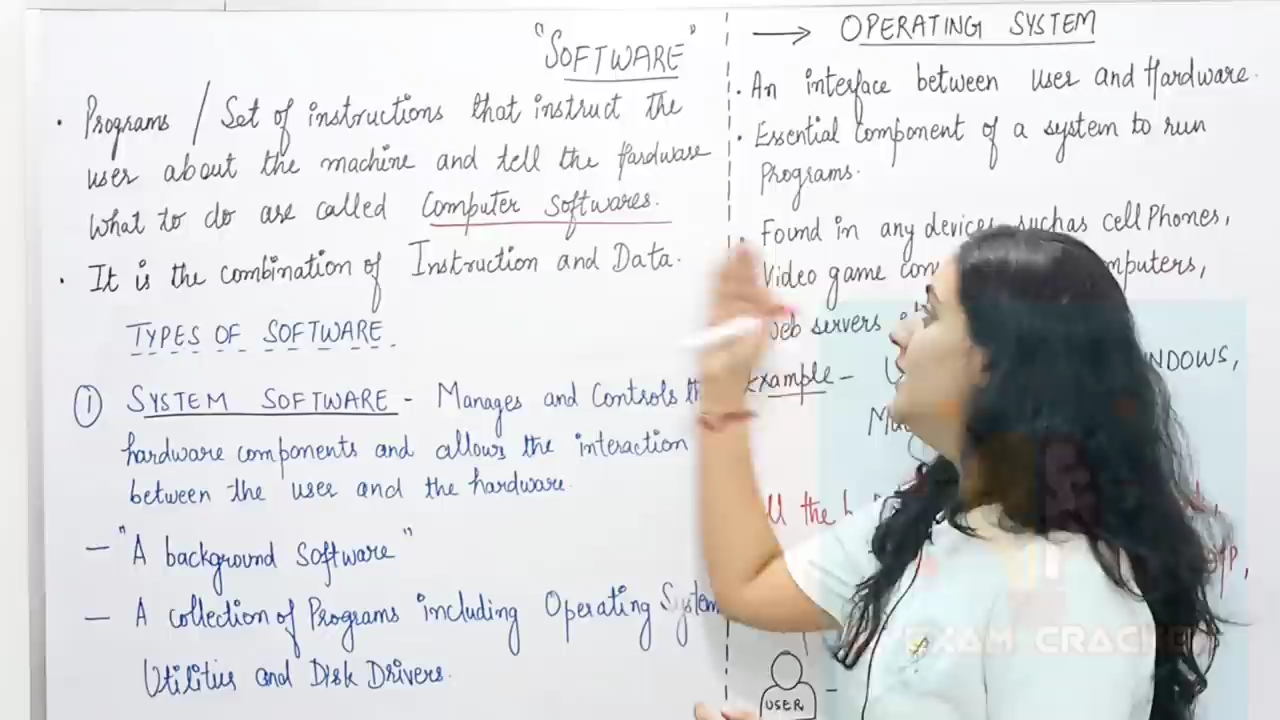 "SOFTWARE"
• Programs / Set of instructions that instruct the
user about the machine and tell the Hardware
What to do are called Computer Softwares.
• It is the combination of Instruction and Data.
TYPES OF SOFTWARE.
① SYSTEM SOFTWARE - Manages and Controls
hardware components and allows the interaction
between the user and the hardware.
— "A background Software"
— A collection of Programs including Operating System
Utilities and Disk Drivers.
→ OPERATING SYSTEM
• An interface between User and Hardware.
• Essential Component of a system to run
Programs.
• Found in any devices such as cell Phones,
Video game
Web servers
Example –
the
USER –
EXAM